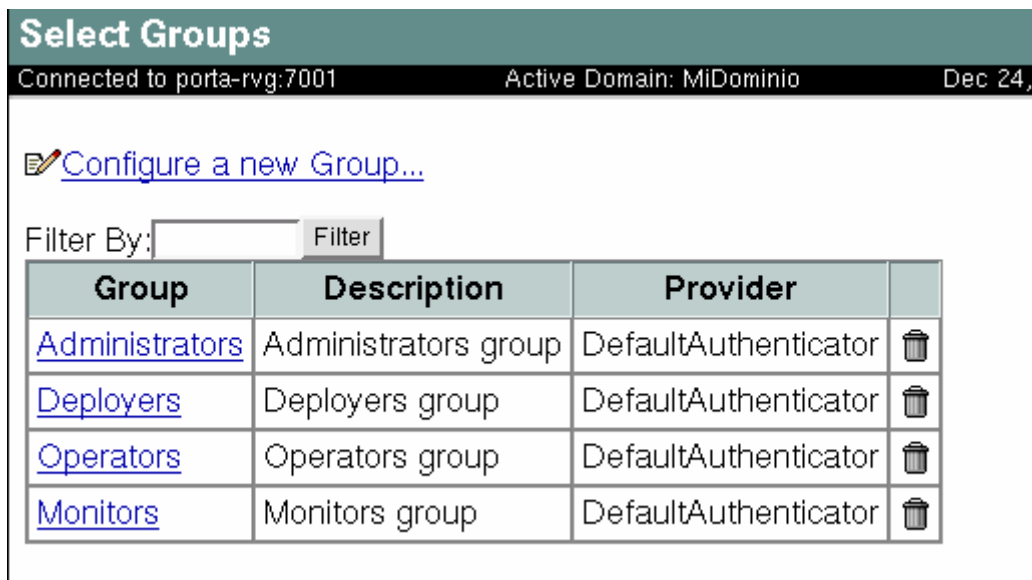 Select Groups
Connected to porta-rvg:7001 Active Domain: MiDominio Dec 24,
Configure a new Group...
Filter By: Filter
Group Description Provider
Administrators Administrators group DefaultAuthenticator
Deployers Deployers group DefaultAuthenticator
Operators Operators group DefaultAuthenticator
Monitors Monitors group DefaultAuthenticator